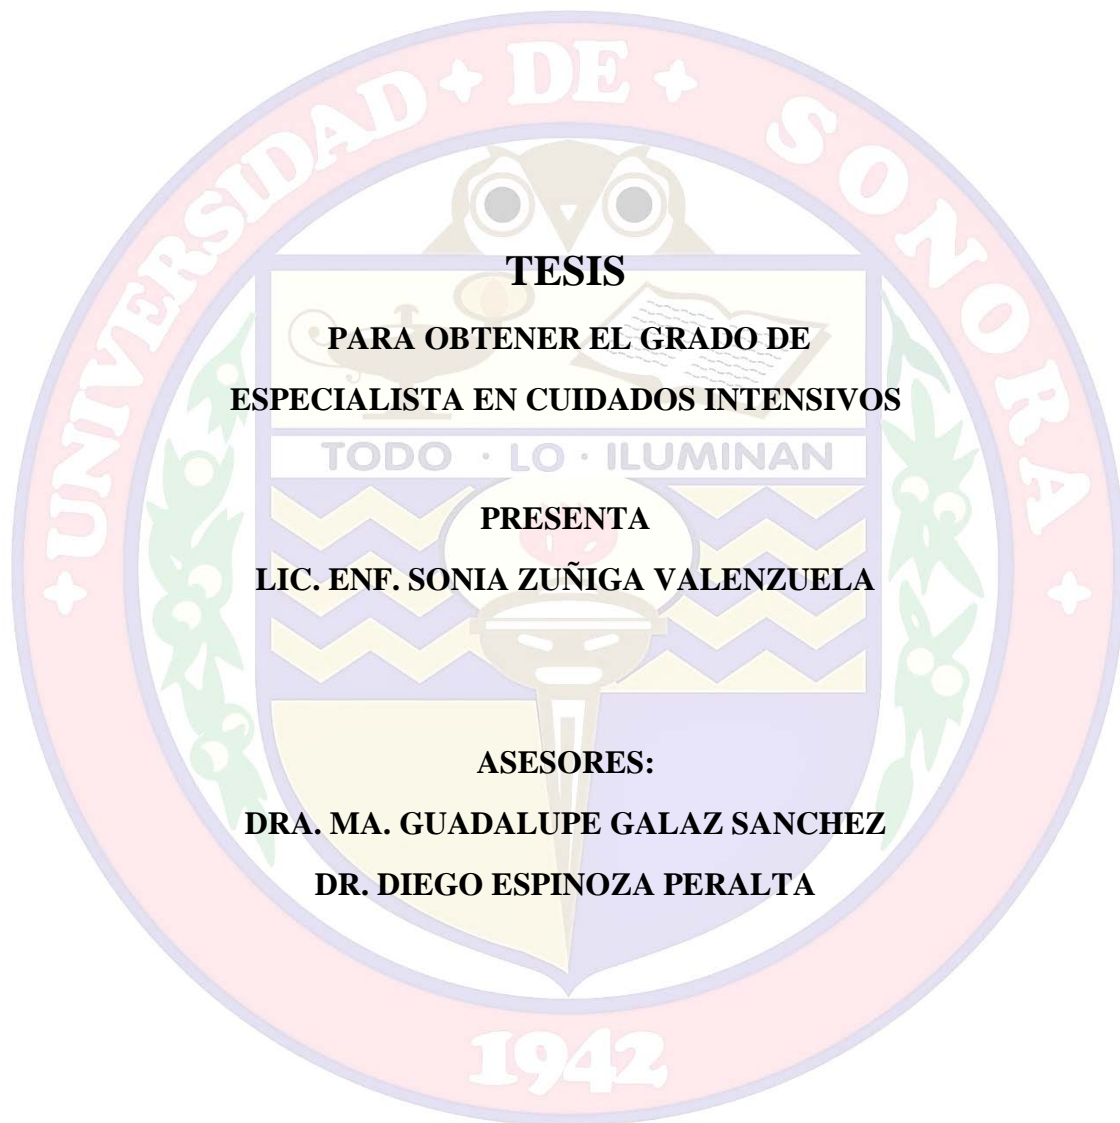 UNIVERSIDAD DE SONORA
TESIS
PARA OBTENER EL GRADO DE
ESPECIALISTA EN CUIDADOS INTENSIVOS
TODO · LO · ILUMINAN
PRESENTA
LIC. ENF. SONIA ZUÑIGA VALENZUELA
ASESORES:
DRA. MA. GUADALUPE GALAZ SANCHEZ
DR. DIEGO ESPINOZA PERALTA
1942